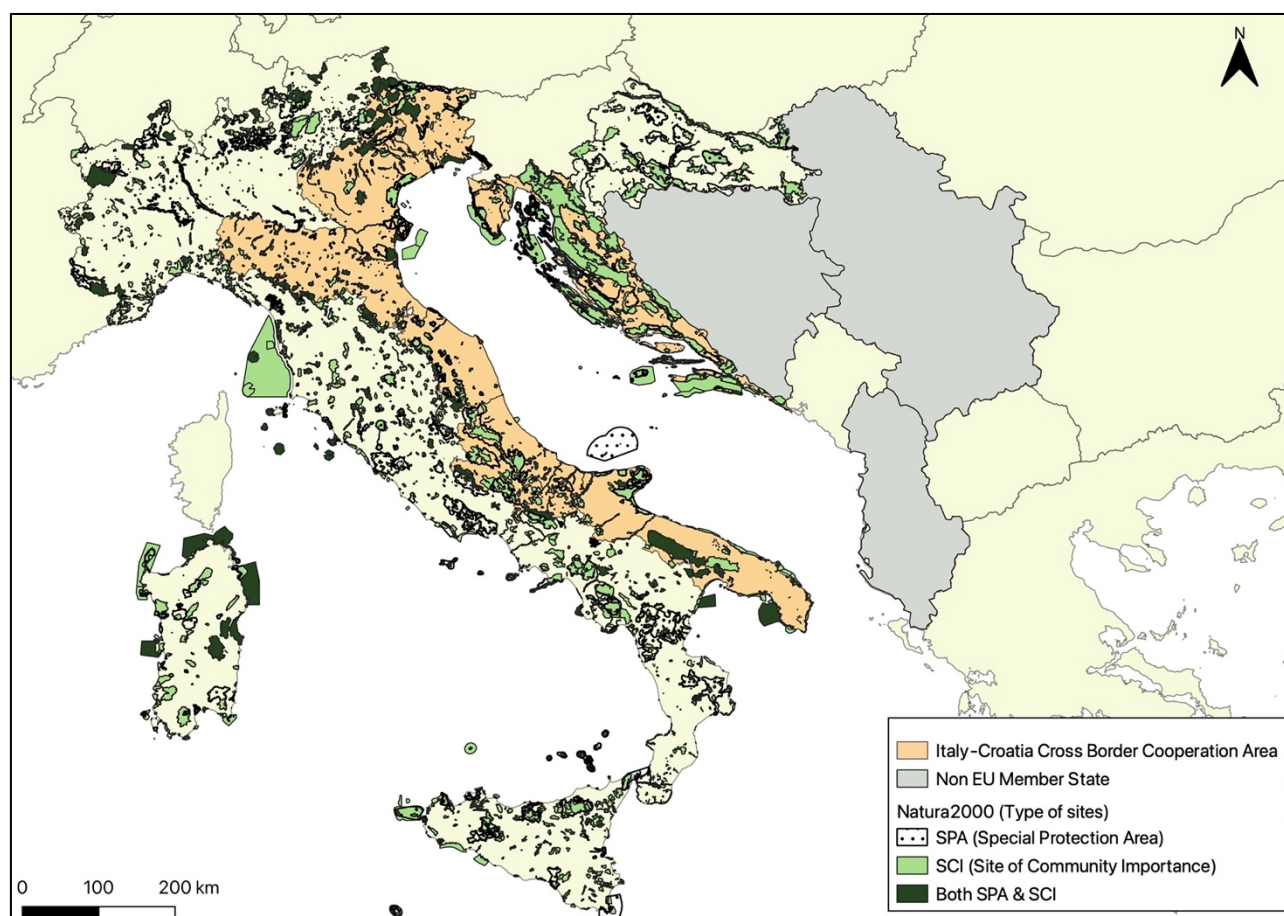 N
Italy-Croatia Cross Border Cooperation Area
Non EU Member State
Natura2000 (Type of sites)
SPA (Special Protection Area)
SCI (Site of Community Importance)
Both SPA & SCI
0 100 200 km